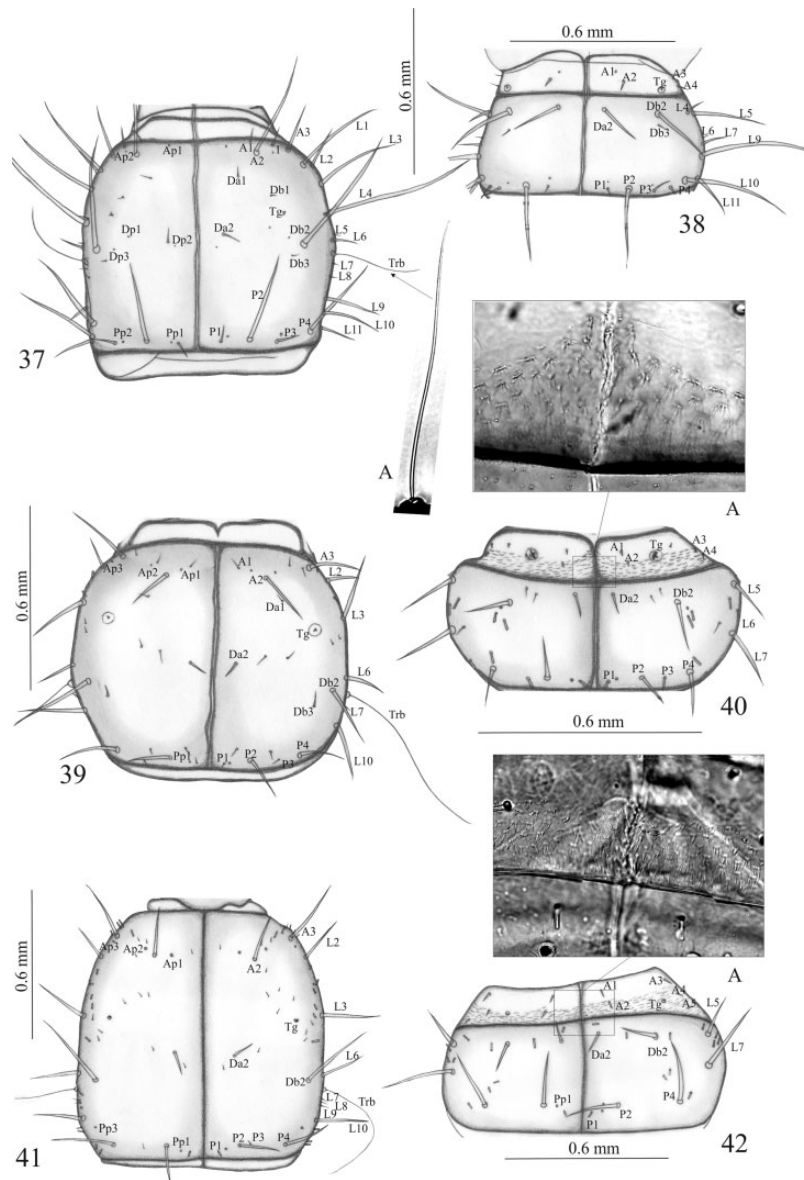 0.6 mm
A1
A2
Tg
A3
A4
0.6 mm
Db2
L4
L5
Da2
Db3
L6
L7
L9
P1
P2
P3
P4
L10
L11
38
Ap2
Ap1
A1
A2
1
A3
L1
L2
L3
Da1
Db1
Tg
L4
Dp1
Dp2
Da2
Db2
L5
L6
Dp3
Db3
L7
L8
Trb
P2
L9
P4
L10
Pp2
Pp1
P1
P3
L11
37
A
A
0.6 mm
Ap3
Ap2
Ap1
A1
A2
A3
L2
Da1
L3
Tg
Da2
L6
Db2
Db3
L7
Trb
Pp1
P1
P2
P3
P4
L10
39
A1
A2
Tg
A3
A4
Da2
Db2
L5
L6
L7
P1
P2
P3
P4
40
0.6 mm
A
0.6 mm
Ap3
Ap2
Ap1
A2
A3
L2
L3
Tg
Da2
L6
Db2
L7
L8
Trb
L9
L10
Pp3
Pp1
P1
P2
P3
P4
41
A1
A2
A3
A4
Tg
A5
L5
Da2
Db2
L7
Pp1
P1
P2
P4
42
0.6 mm